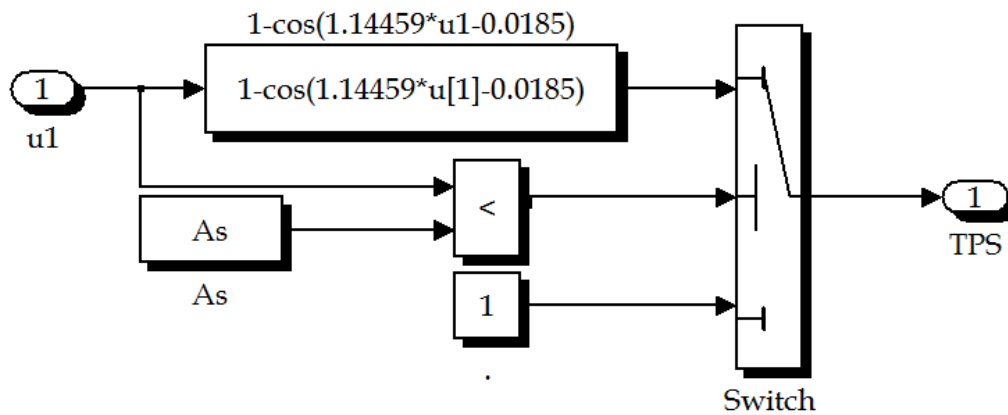 1-cos(1.14459*u1-0.0185)
1
1-cos(1.14459*u[1]-0.0185)
u1
<
1
As
TPS
As
1
.
Switch